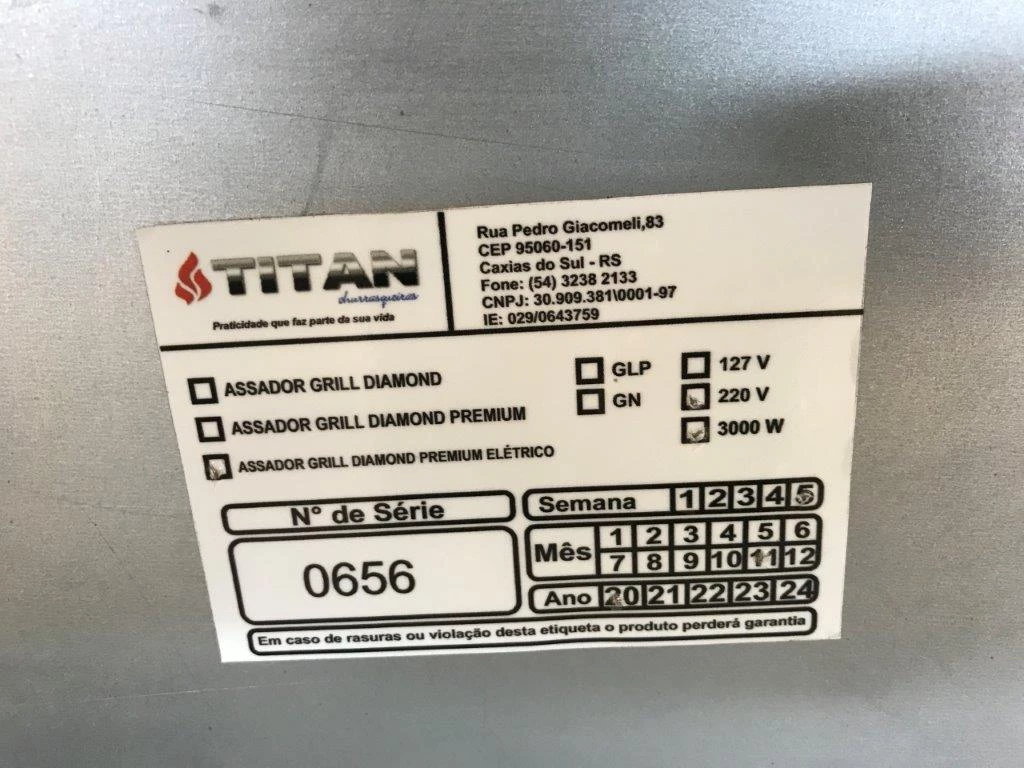 TITAN
churrasqueiras
Praticidade que faz parte da sua vida
Rua Pedro Giacomeli,83
CEP 95060-151
Caxias do Sul - RS
Fone: (54) 3238 2133
CNPJ: 30.909.381\0001-97
IE: 029/0643759
ASSADOR GRILL DIAMOND
ASSADOR GRILL DIAMOND PREMIUM
ASSADOR GRILL DIAMOND PREMIUM ELÉTRICO
GLP
GN
127 V
220 V
3000 W
N° de Série
0656
Semana 1 2 3 4 5
Mês 1 2 3 4 5 6
7 8 9 10 11 12
Ano 20 21 22 23 24
Em caso de rasuras ou violação desta etiqueta o produto perderá garantia